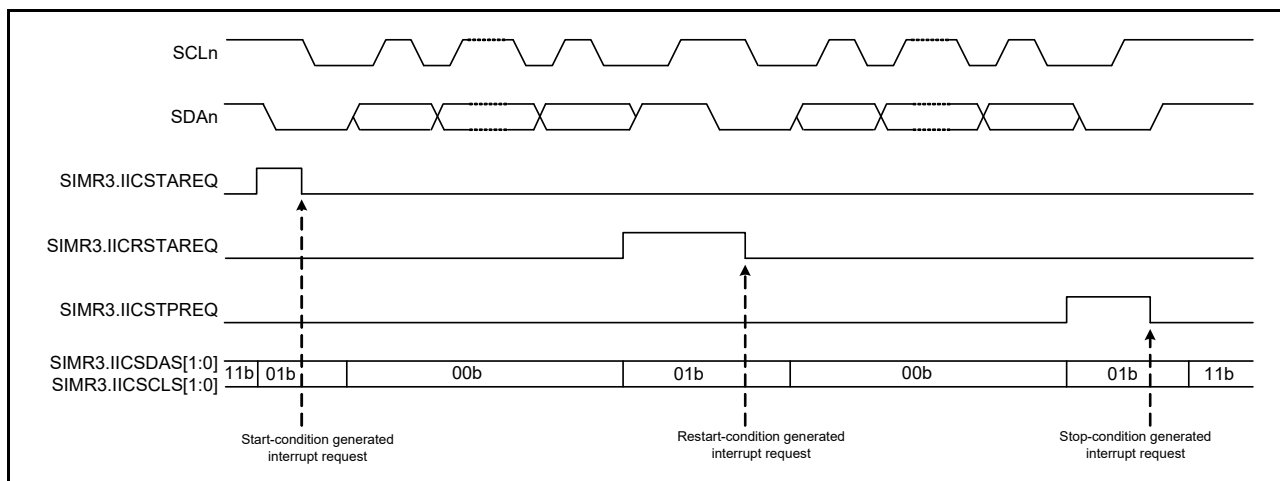 SCLn
SDAn
SIMR3.IICSTAREQ
SIMR3.IICRSTAREQ
SIMR3.IICSTPREQ
SIMR3.IICSDAS[1:0]
SIMR3.IICSCLS[1:0]
11b 01b 00b 01b 00b 01b 11b
Start-condition generated
interrupt request
Restart-condition generated
interrupt request
Stop-condition generated
interrupt request